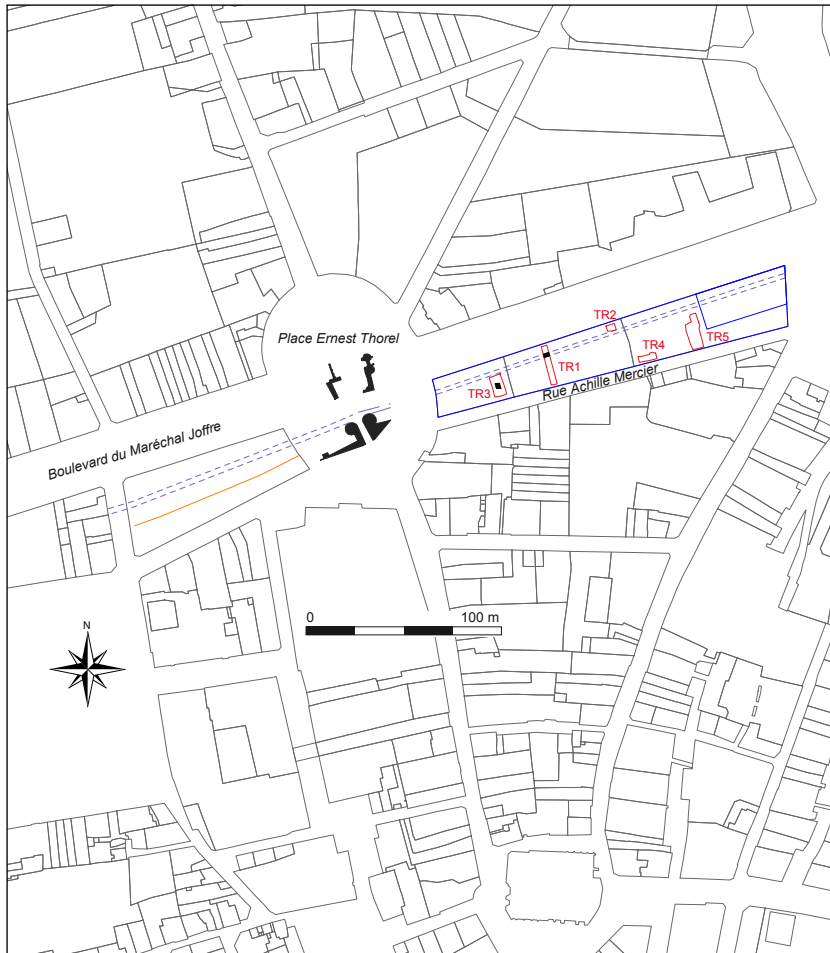 Place Ernest Thorel
TR2
TR5
TR4
TR1
TR3
Rue Achille Mercier
Boulevard du Maréchal Joffre
0 100 m
N